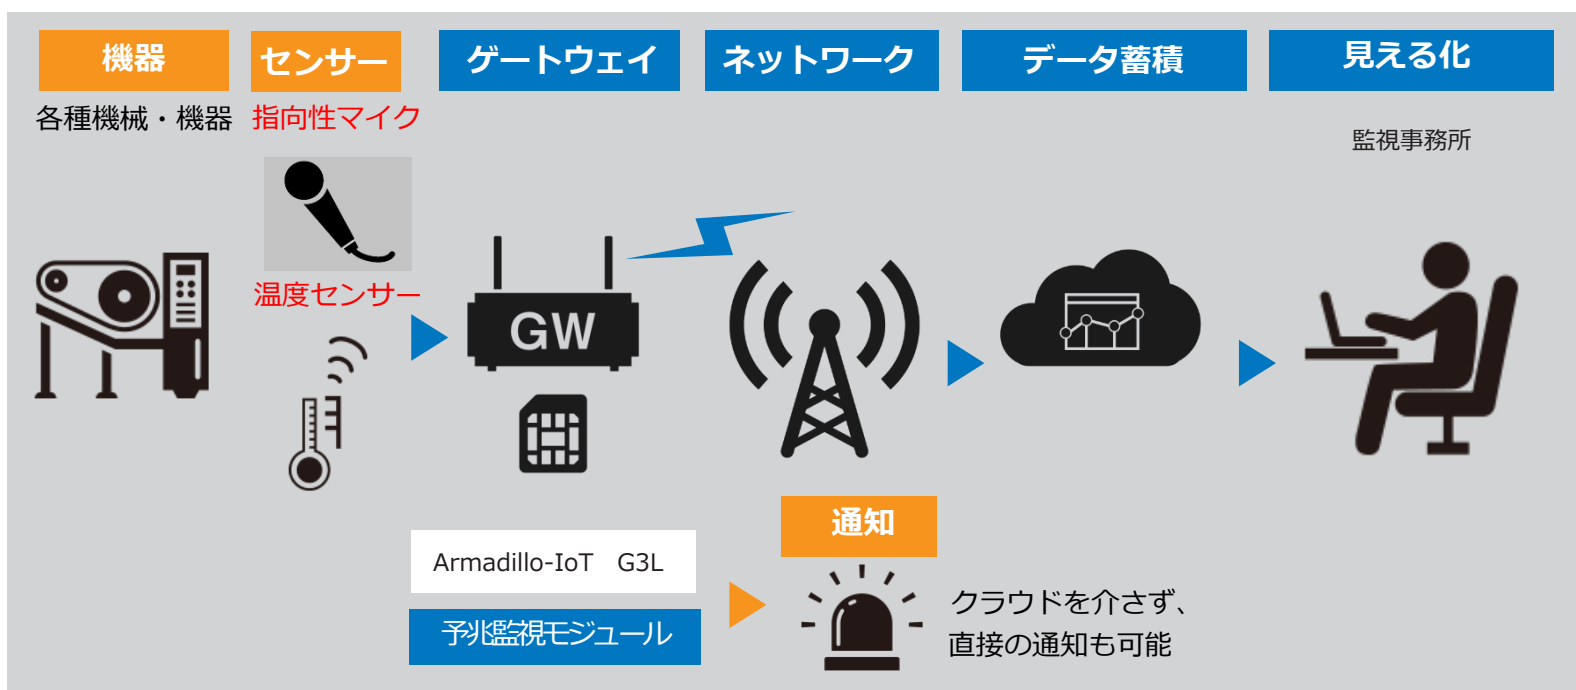 機器
センサー
ゲートウェイ
ネットワーク
データ蓄積
見える化
各種機械・機器
指向性マイク
監視事務所
温度センサー
GW
通知
Armadillo-IoT　G3L
予兆監視モジュール
クラウドを介さず、
直接の通知も可能